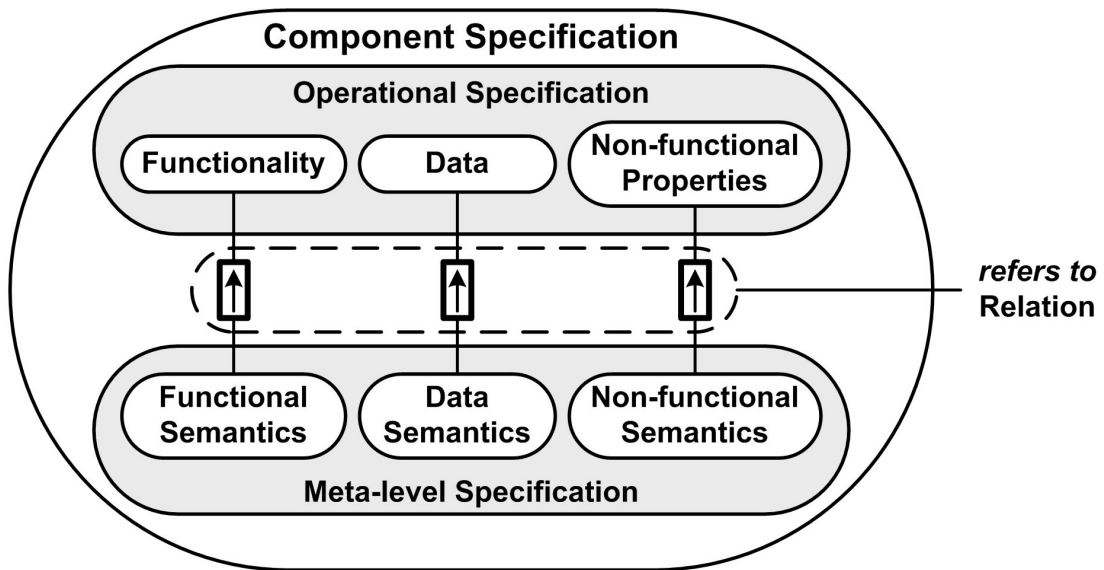 Component Specification
Operational Specification
Functionality
Data
Non-functional
Properties
refers to
Relation
Functional
Semantics
Data
Semantics
Non-functional
Semantics
Meta-level Specification